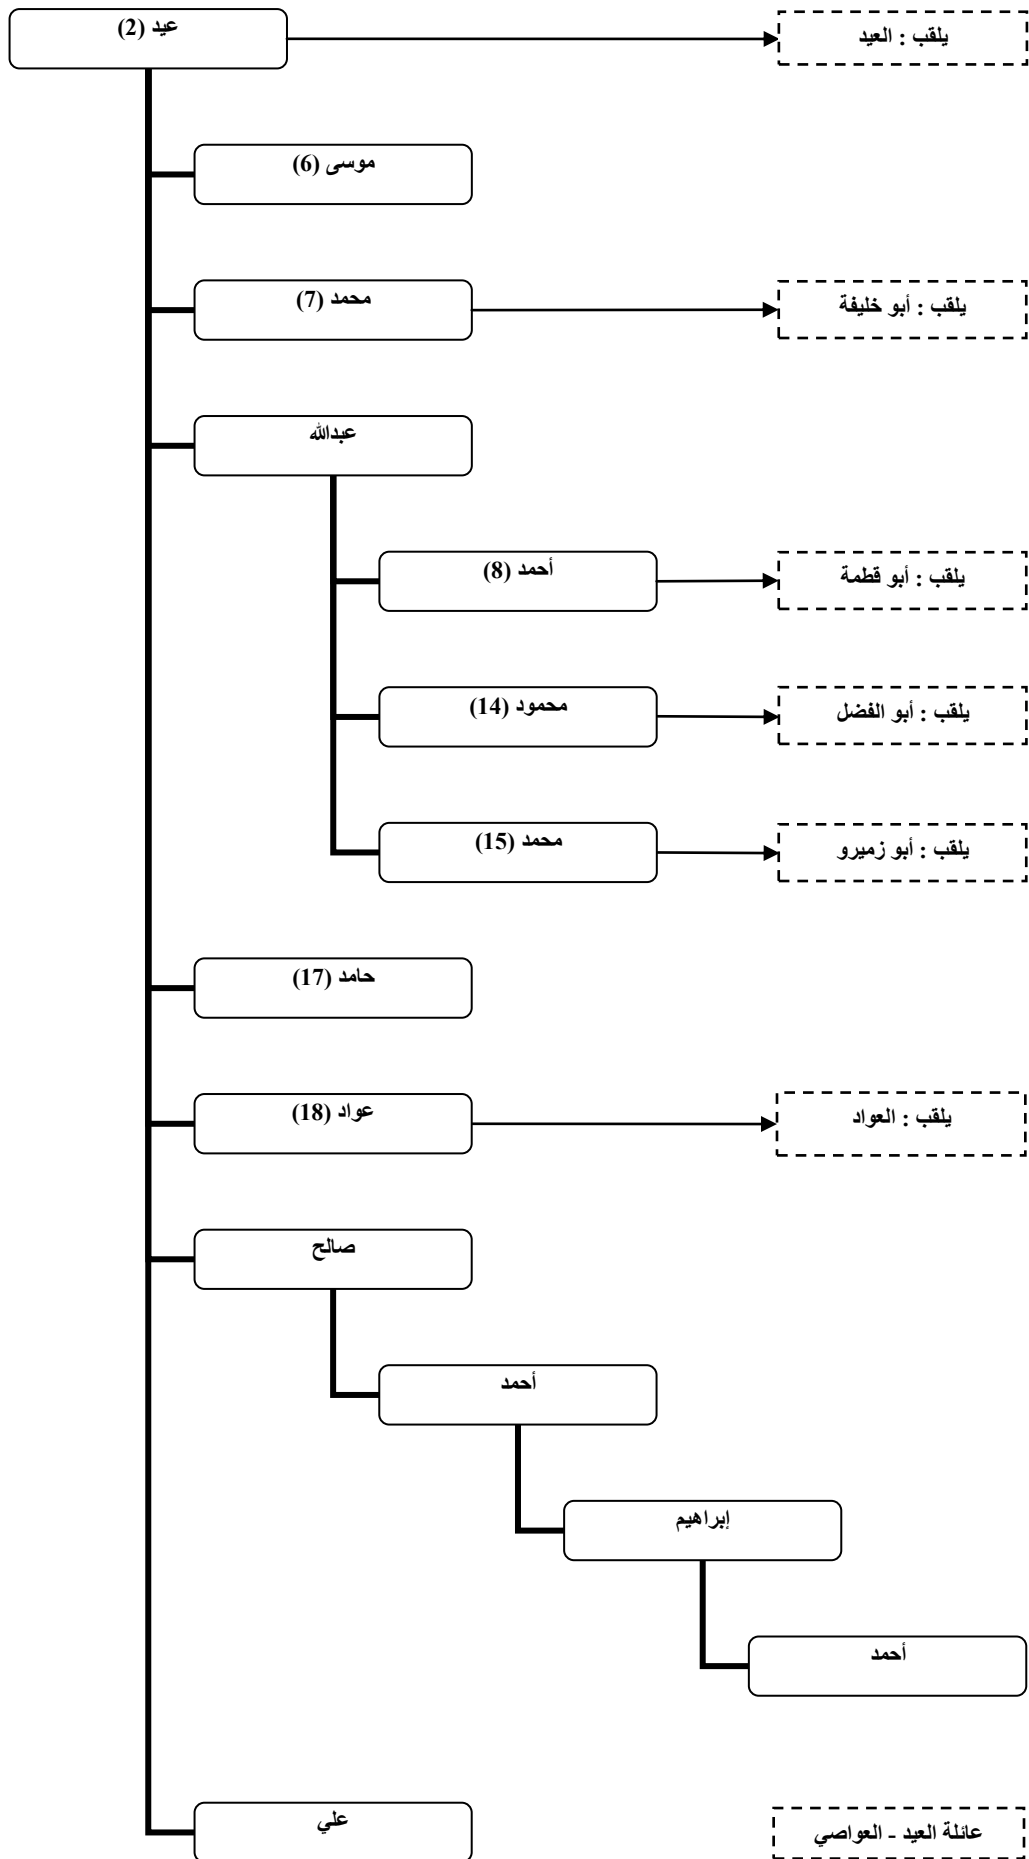 عيد (2)
يلقب : العيد
موسى (6)
محمد (7)
يلقب : أبو خليفة
عبدالله
أحمد (8)
يلقب : أبو قطمة
محمود (14)
يلقب : أبو الفضل
محمد (15)
يلقب : أبو زميرو
حامد (17)
عواد (18)
يلقب : العواد
صالح
أحمد
إبراهيم
أحمد
علي
عائلة العيد - العواصي